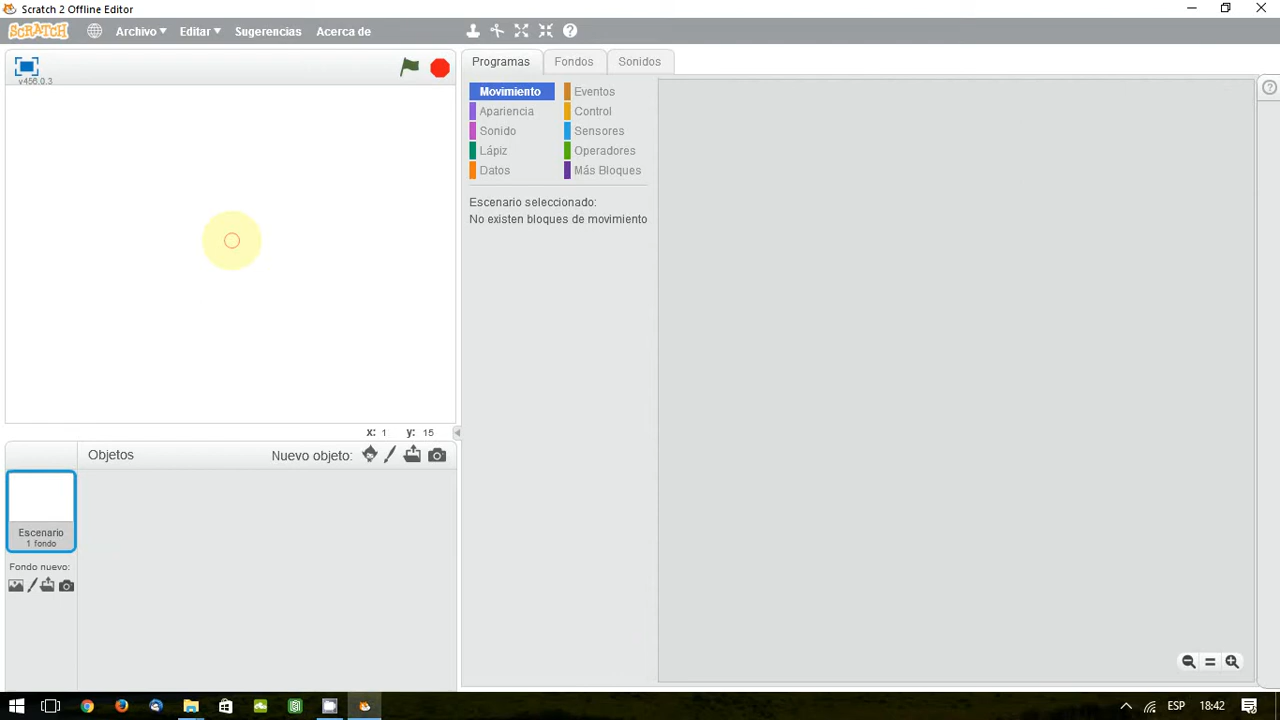 Scratch 2 Offline Editor
SCRATCH
Archivo
Editar
Sugerencias
Acerca de
v456.0.3
Programas
Fondos
Sonidos
Movimiento
Eventos
Apariencia
Control
Sonido
Sensores
Lápiz
Operadores
Datos
Más Bloques
Escenario seleccionado:
No existen bloques de movimiento
x: 1 y: 15
Objetos
Nuevo objeto:
Escenario
1 fondo
Fondo nuevo:
ESP
18:42